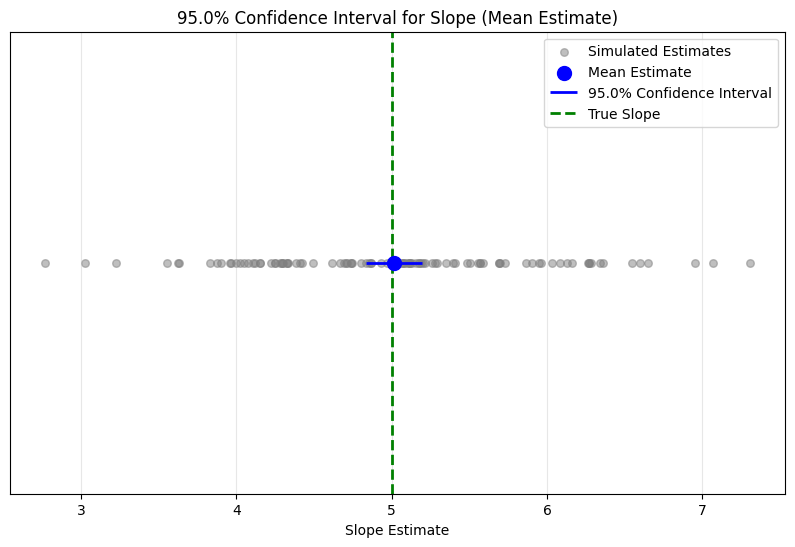 95.0% Confidence Interval for Slope (Mean Estimate)
Simulated Estimates
Mean Estimate
95.0% Confidence Interval
True Slope
3 4 5 6 7
Slope Estimate